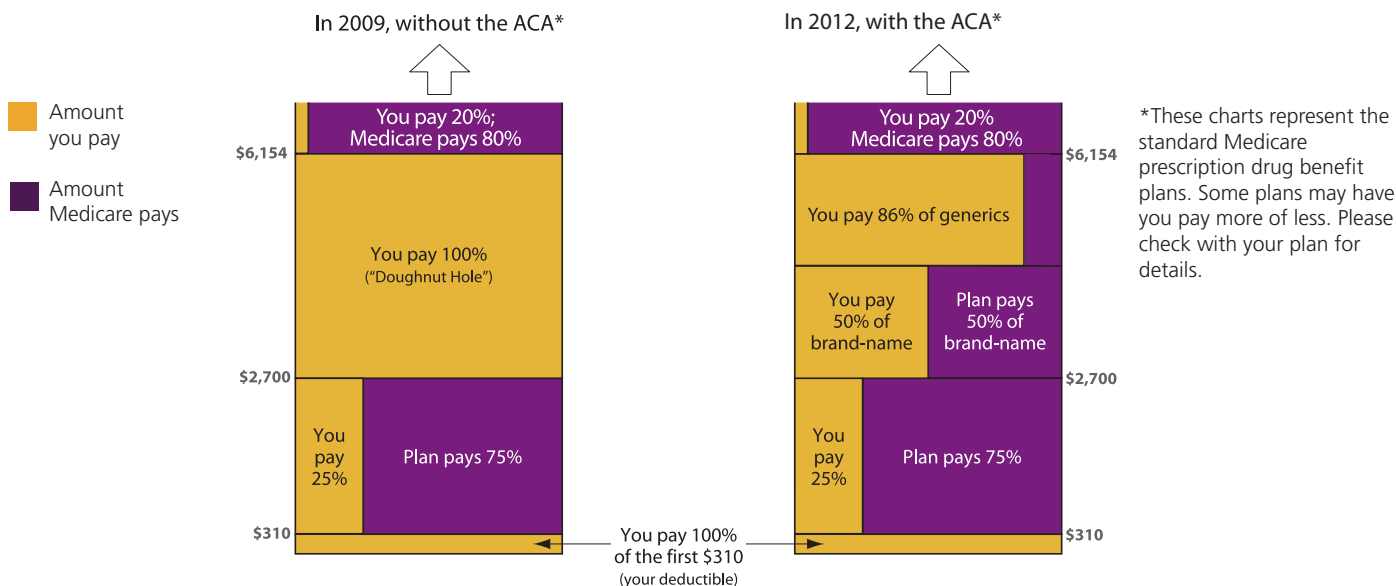 In 2009, without the ACA*
In 2012, with the ACA*
Amount
you pay
Amount
Medicare pays
You pay 20%;
Medicare pays 80%
$6,154
You pay 100%
(“Doughnut Hole”)
$2,700
You
pay
25%
Plan pays 75%
$310
You pay 100%
of the first $310
(your deductible)
You pay 20%
Medicare pays 80%
$6,154
You pay 86% of generics
You pay
50% of
brand-name
Plan pays
50% of
brand-name
$2,700
You
pay
25%
Plan pays 75%
$310
*These charts represent the
standard Medicare
prescription drug benefit
plans. Some plans may have
you pay more of less. Please
check with your plan for
details.